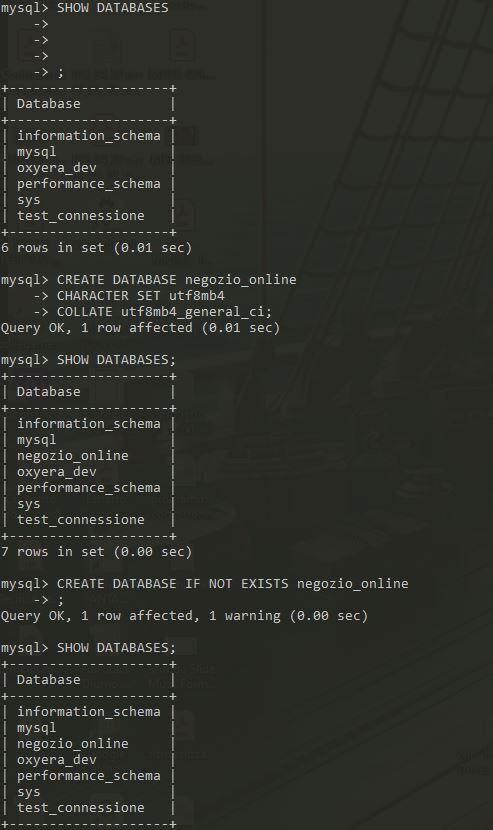 mysql> SHOW DATABASES
    ->
    ->
    ->
    -> ;
+--------------------+
| Database           |
+--------------------+
| information_schema |
| mysql              |
| oxyera_dev         |
| performance_schema |
| sys                |
| test_connessione   |
+--------------------+
6 rows in set (0.01 sec)
mysql> CREATE DATABASE negozio_online
    -> CHARACTER SET utf8mb4
    -> COLLATE utf8mb4_general_ci;
Query OK, 1 row affected (0.01 sec)
mysql> SHOW DATABASES;
+--------------------+
| Database           |
+--------------------+
| information_schema |
| mysql              |
| negozio_online     |
| oxyera_dev         |
| performance_schema |
| sys                |
| test_connessione   |
+--------------------+
7 rows in set (0.00 sec)
mysql> CREATE DATABASE IF NOT EXISTS negozio_online
    -> ;
Query OK, 1 row affected, 1 warning (0.00 sec)
mysql> SHOW DATABASES;
+--------------------+
| Database           |
+--------------------+
| information_schema |
| mysql              |
| negozio_online     |
| oxyera_dev         |
| performance_schema |
| sys                |
| test_connessione   |
+--------------------+